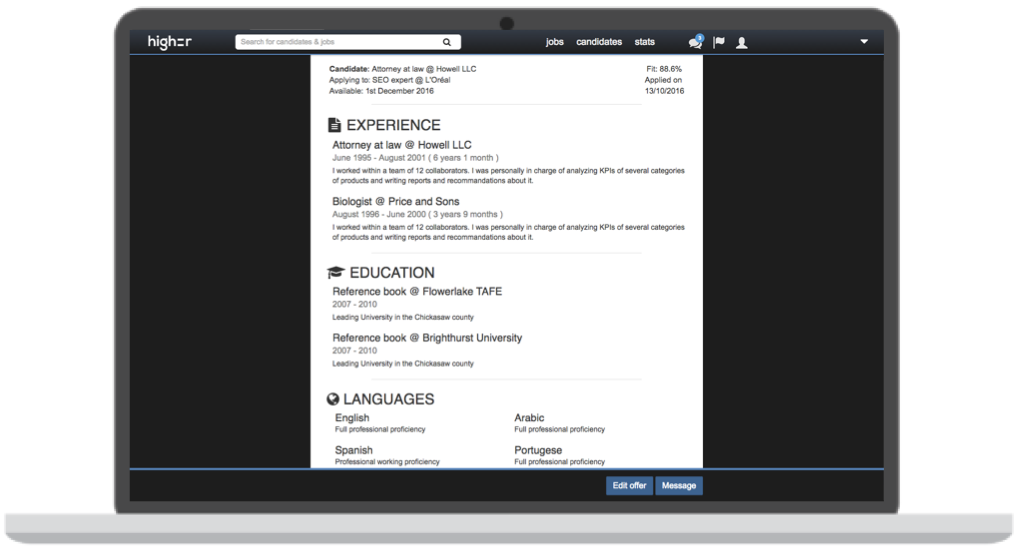 higher
Search for candidates & jobs
jobs candidates stats
Candidate: Attorney at law @ Howell LLC
Fit: 88.6%
Applying to: SEO expert @ L'Oréal
Applied on
Available: 1st December 2016
13/10/2016
EXPERIENCE
Attorney at law @ Howell LLC
June 1995 - August 2001 ( 6 years 1 month )
I worked within a team of 12 collaborators. I was personally in charge of analyzing KPIs of several categories
of products and writing reports and recommandations about it.
Biologist @ Price and Sons
August 1996 - June 2000 ( 3 years 9 months )
I worked within a team of 12 collaborators. I was personally in charge of analyzing KPIs of several categories
of products and writing reports and recommandations about it.
EDUCATION
Reference book @ Flowerlake TAFE
2007 - 2010
Leading University in the Chickasaw county
Reference book @ Brighthurst University
2007 - 2010
Leading University in the Chickasaw county
LANGUAGES
English
Full professional proficiency
Arabic
Full professional proficiency
Spanish
Professional working proficiency
Portugese
Full professional proficiency
Edit offer
Message